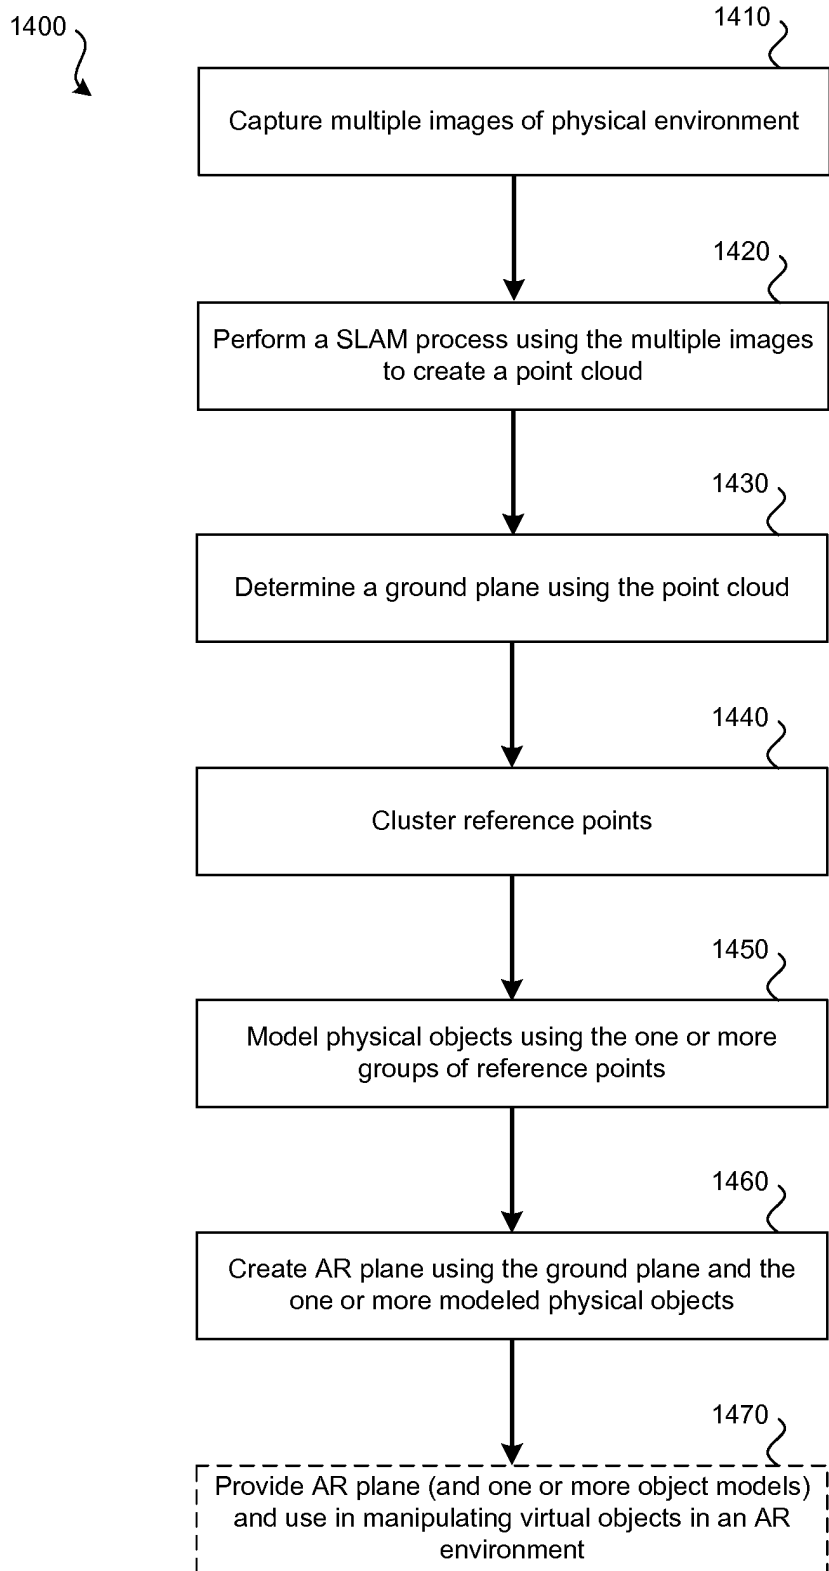 1400
1410
Capture multiple images of physical environment
1420
Perform a SLAM process using the multiple images
to create a point cloud
1430
Determine a ground plane using the point cloud
1440
Cluster reference points
1450
Model physical objects using the one or more
groups of reference points
1460
Create AR plane using the ground plane and the
one or more modeled physical objects
1470
Provide AR plane (and one or more object models)
and use in manipulating virtual objects in an AR
environment